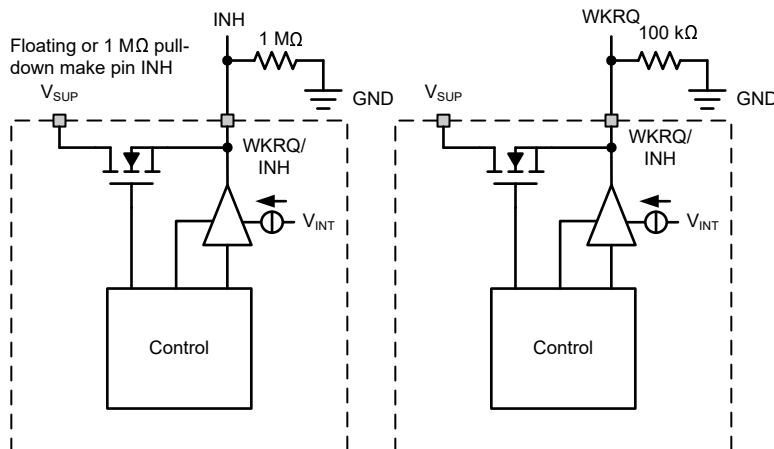 INH
Floating or 1 MΩ pull-
down make pin INH
1 MΩ
V_SUP
GND
WKRQ/
INH
V_INT
Control
WKRQ
100 kΩ
V_SUP
GND
WKRQ/
INH
V_INT
Control